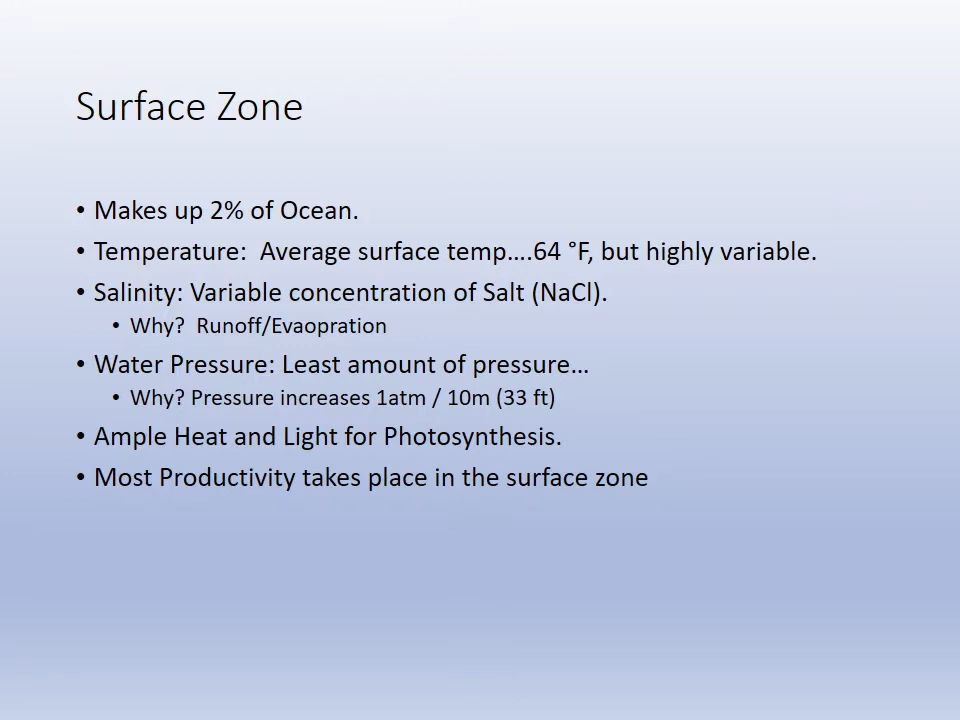 Surface Zone
• Makes up 2% of Ocean.
• Temperature:  Average surface temp….64 °F, but highly variable.
• Salinity: Variable concentration of Salt (NaCl).
• Why?  Runoff/Evaopration
• Water Pressure: Least amount of pressure…
• Why? Pressure increases 1atm / 10m (33 ft)
• Ample Heat and Light for Photosynthesis.
• Most Productivity takes place in the surface zone